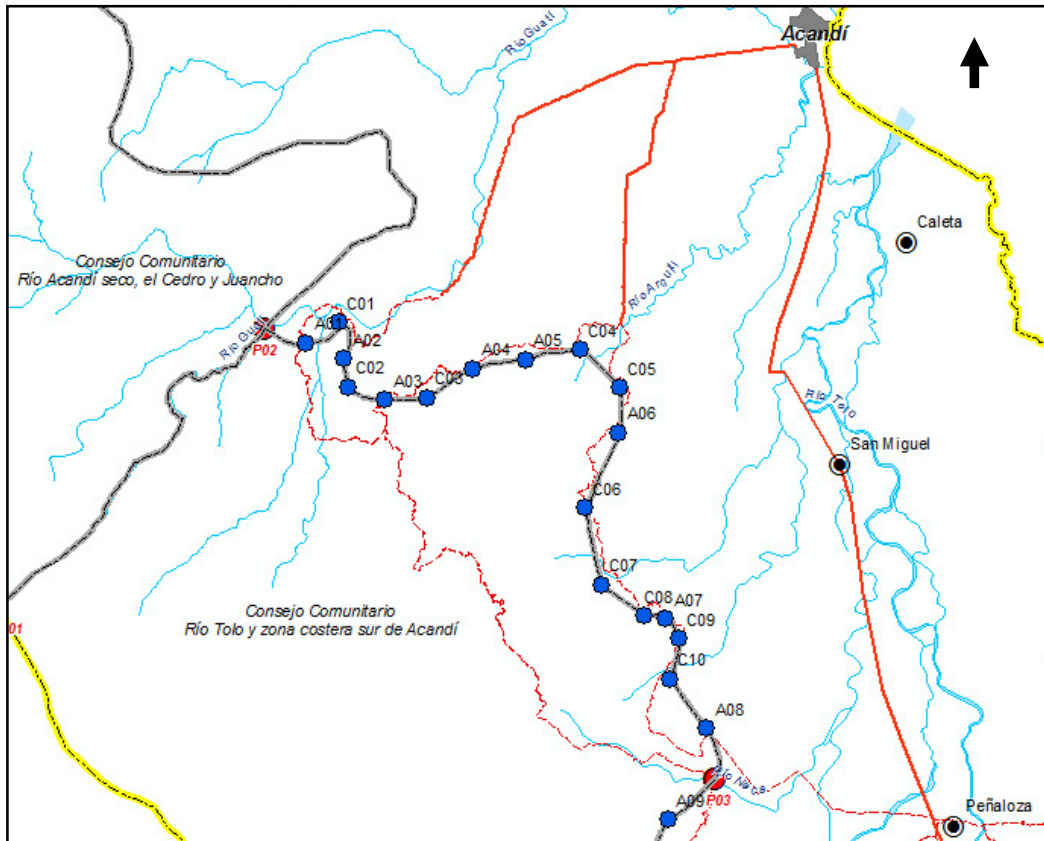 Acandí
Río Guatí
Caleta
Consejo Comunitario
Río Acandí seco, el Cedro y Juancho
Río Arquití
C01
A01
Río Guatí
P02
A02
C02
C04
A05
A04
C05
A03
C03
Río Tolo
A06
San Miguel
C06
C07
C08
A07
C09
Consejo Comunitario
Río Tolo y zona costera sur de Acandí
01
C10
A08
P03
A09
Peñaloza